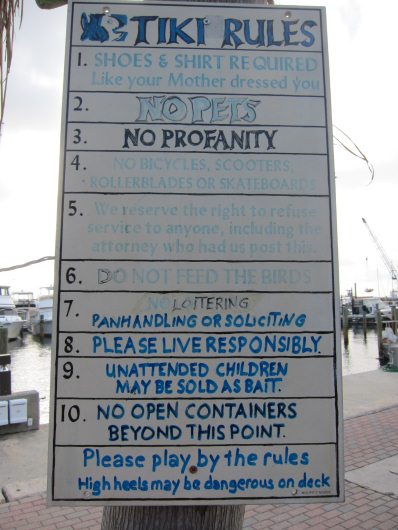 TIKI RULES
1. SHOES & SHIRT REQUIRED
Like your Mother dressed you
2. NO PETS
3. NO PROFANITY
4. NO BICYCLES, SCOOTERS,
ROLLERBLADES OR SKATEBOARDS
5. We reserve the right to refuse
service to anyone, including the
attorney who had us post this.
6. DO NOT FEED THE BIRDS
7. NO LOITERING
PANHANDLING OR SOLICITING
8. PLEASE LIVE RESPONSIBLY.
9. UNATTENDED CHILDREN
MAY BE SOLD AS BAIT.
10. NO OPEN CONTAINERS
BEYOND THIS POINT.
Please play by the rules
High heels may be dangerous on deck